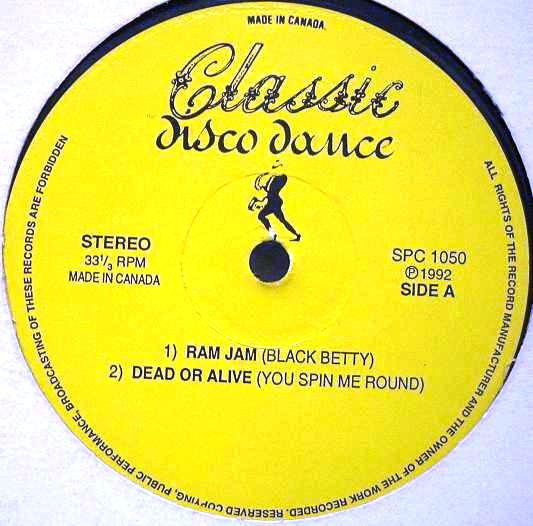 MADE IN CANADA
Classic
disco dance
STEREO
33 1/3 RPM
MADE IN CANADA
SPC 1050
Ⓟ 1992
SIDE A
1) RAM JAM (BLACK BETTY)
2) DEAD OR ALIVE (YOU SPIN ME ROUND)
ALL RIGHTS OF THE RECORD MANUFACTURER AND THE OWNER OF THE WORK RECORDED. RESERVED COPYING, PUBLIC PERFORMANCE, BROADCASTING OF THESE RECORDS ARE FORBIDDEN